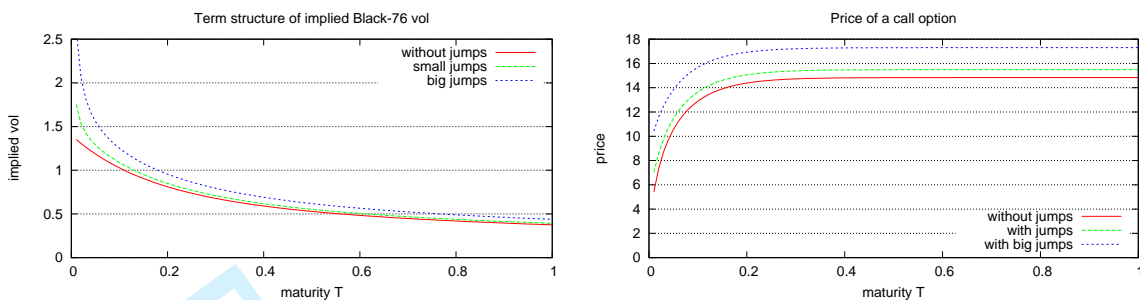 Term structure of implied Black-76 vol
2.5
2
1.5
1
0.5
0
0 0.2 0.4 0.6 0.8 1
implied vol
maturity T
without jumps
small jumps
big jumps
Price of a call option
18
16
14
12
10
8
6
4
2
0
0 0.2 0.4 0.6 0.8 1
price
maturity T
without jumps
with jumps
with big jumps